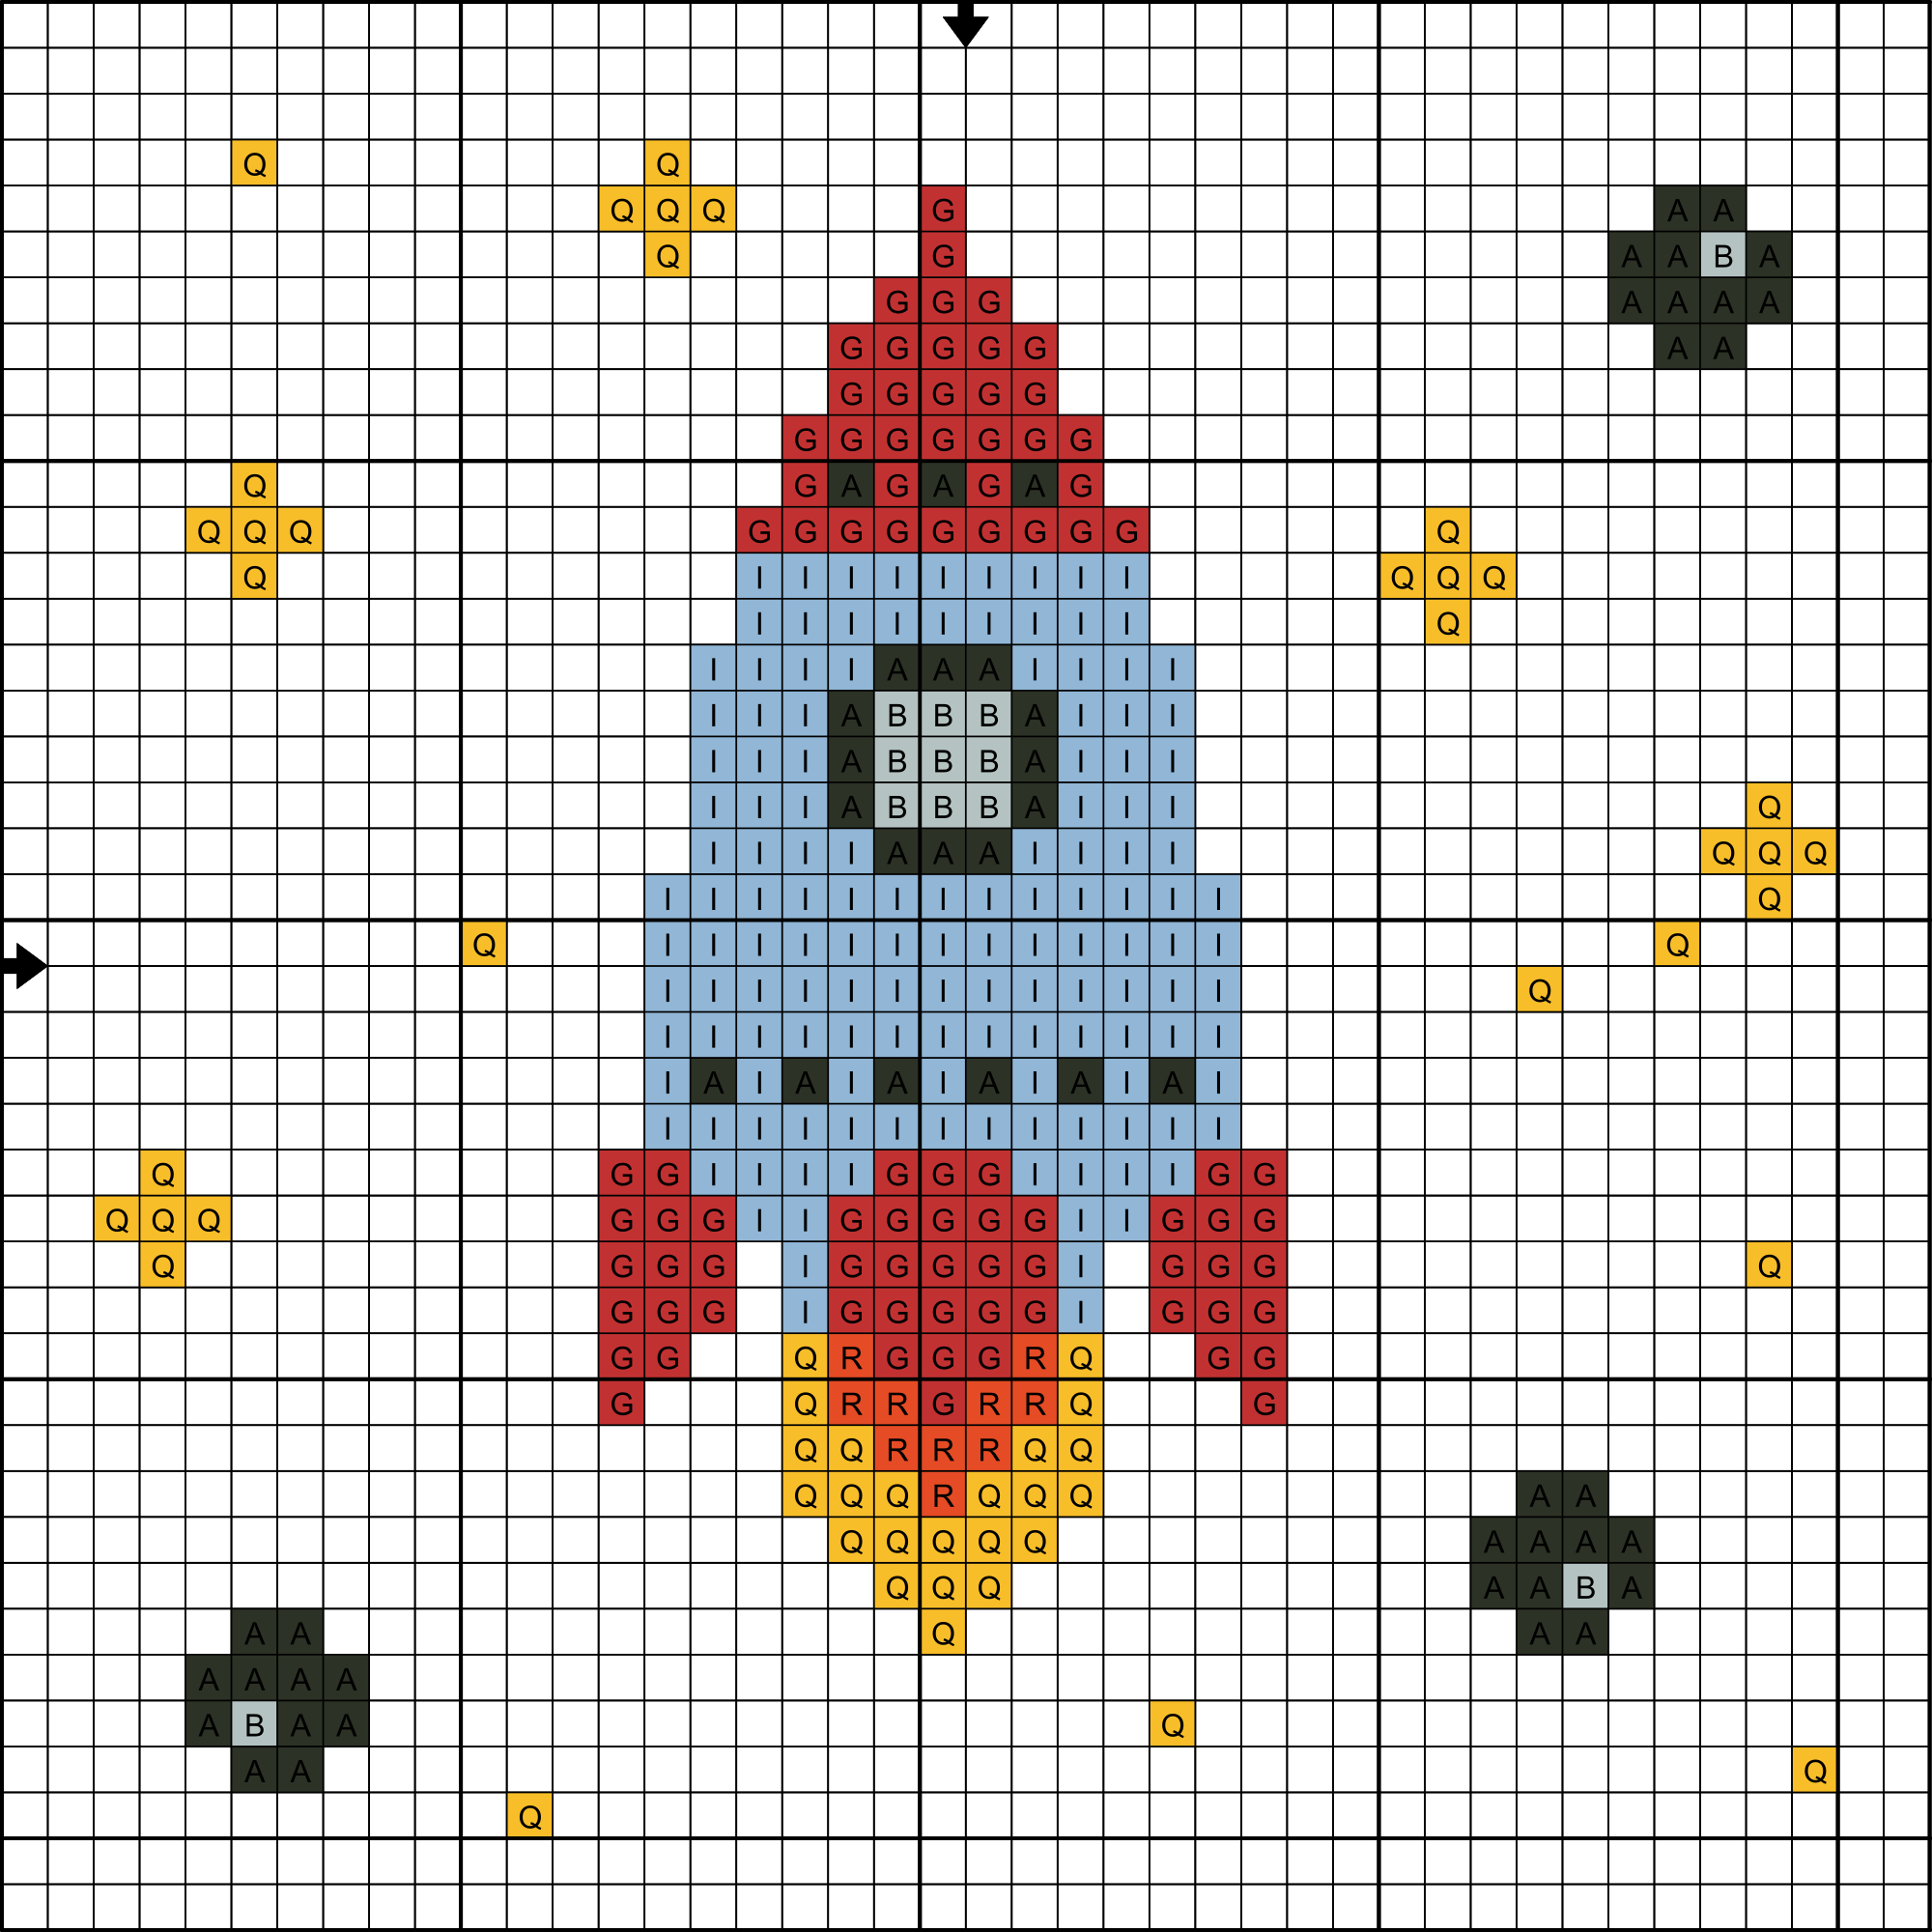 Q Q
Q Q Q G A A
Q G A A B A
G G G A A A A
G G G G G A A
G G G G G
G G G G G G G
Q G A G A G A G
Q Q Q G G G G G G G G G Q
Q I I I I I I I I I Q Q Q
I I I I I I I I I Q
I I I I A A A I I I I
I I I A B B B A I I I
I I I A B B B A I I I
I I I A B B B A I I I Q
I I I I A A A I I I I Q Q Q
I I I I I I I I I I I I I Q
Q I I I I I I I I I I I I I Q
I I I I I I I I I I I I I Q
I I I I I I I I I I I I I
I A I A I A I A I A I A I
I I I I I I I I I I I I I
Q G G I I I I G G G I I I I G G
Q Q Q G G G I I G G G G G I I G G G
Q G G G I G G G G G I G G G Q
G G G I G G G G G I G G G
G G Q R G G G R Q G G
G Q R R G R R Q G
Q Q R R R Q Q
Q Q Q R Q Q Q A A
Q Q Q Q Q A A A A
Q Q Q A A B A
A A Q A A
A A A A
A B A A Q
A A Q
Q